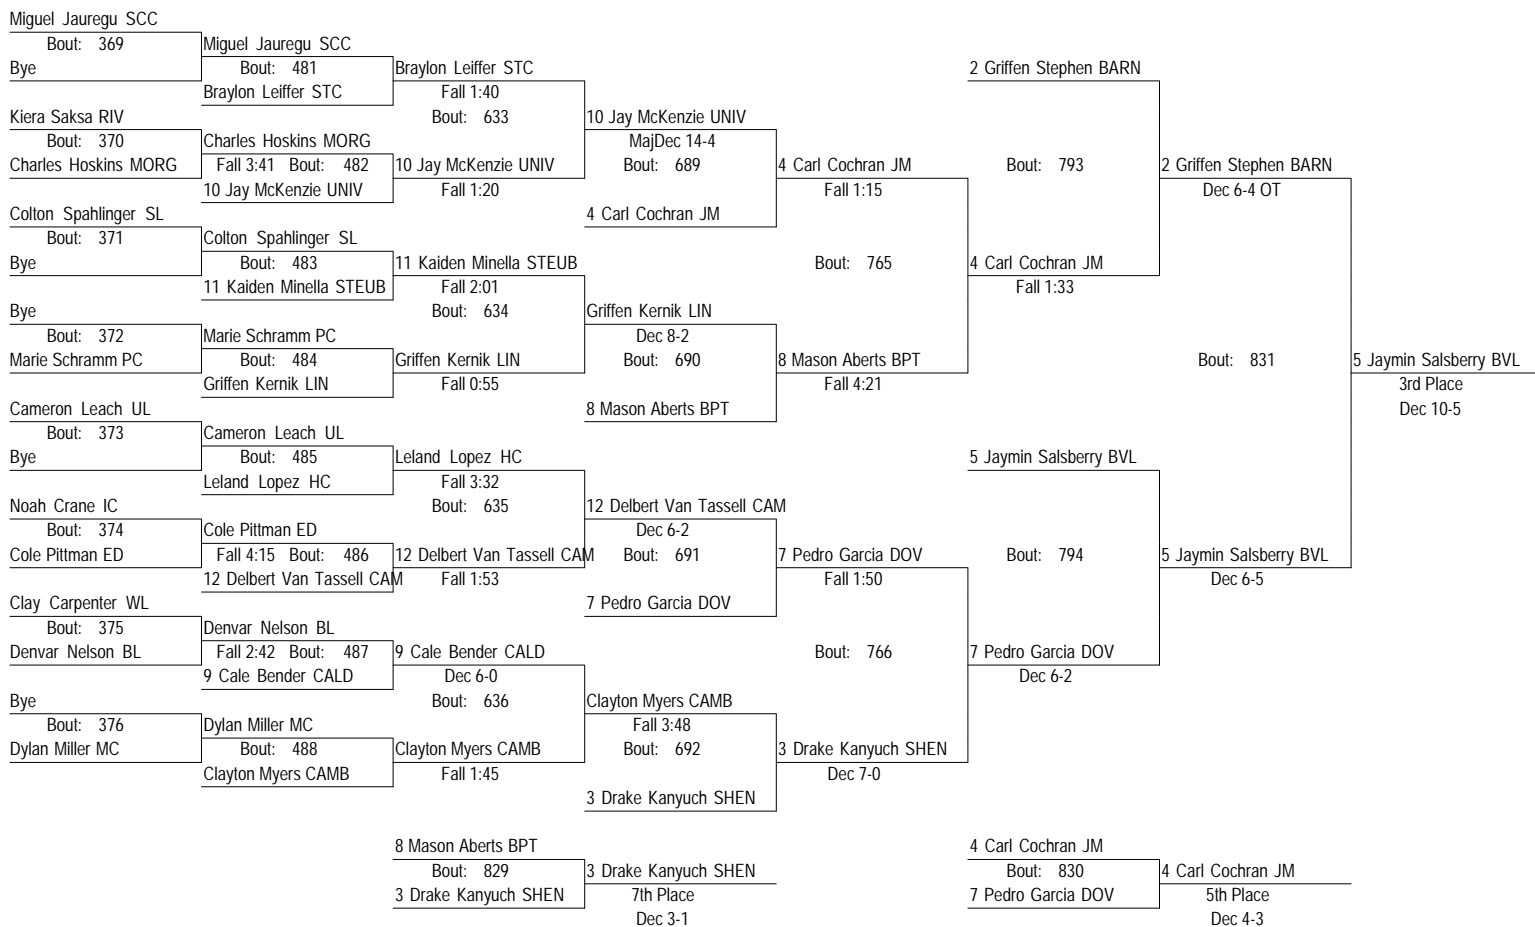 Miguel Jauregu SCC
Bout: 369
Miguel Jauregu SCC
Bye
Bout: 481
Braylon Leiffer STC
2 Griffen Stephen BARN
Braylon Leiffer STC
Fall 1:40
Kiera Saksa RIV
Bout: 633
10 Jay McKenzie UNIV
Bout: 370
Charles Hoskins MORG
MajDec 14-4
Charles Hoskins MORG
Fall 3:41 Bout: 482
10 Jay McKenzie UNIV
Bout: 689
4 Carl Cochran JM
Bout: 793
2 Griffen Stephen BARN
10 Jay McKenzie UNIV
Fall 1:20
Fall 1:15
Dec 6-4 OT
Colton Spahlinger SL
4 Carl Cochran JM
Bout: 371
Colton Spahlinger SL
Bye
Bout: 483
11 Kaiden Minella STEUB
Bout: 765
4 Carl Cochran JM
11 Kaiden Minella STEUB
Fall 2:01
Fall 1:33
Bye
Bout: 634
Griffen Kernik LIN
Bout: 372
Marie Schramm PC
Dec 8-2
Marie Schramm PC
Bout: 484
Griffen Kernik LIN
Bout: 690
8 Mason Aberts BPT
Bout: 831
5 Jaymin Salsberry BVL
Griffen Kernik LIN
Fall 0:55
Fall 4:21
3rd Place
Cameron Leach UL
8 Mason Aberts BPT
Dec 10-5
Bout: 373
Cameron Leach UL
Bye
Bout: 485
Leland Lopez HC
5 Jaymin Salsberry BVL
Leland Lopez HC
Fall 3:32
Noah Crane IC
Bout: 635
12 Delbert Van Tassell CAM
Bout: 374
Cole Pittman ED
Dec 6-2
Cole Pittman ED
Fall 4:15 Bout: 486
12 Delbert Van Tassell CAM
Bout: 691
7 Pedro Garcia DOV
Bout: 794
5 Jaymin Salsberry BVL
12 Delbert Van Tassell CAM
Fall 1:53
Fall 1:50
Dec 6-5
Clay Carpenter WL
7 Pedro Garcia DOV
Bout: 375
Denvar Nelson BL
Denvar Nelson BL
Fall 2:42 Bout: 487
9 Cale Bender CALD
Bout: 766
7 Pedro Garcia DOV
9 Cale Bender CALD
Dec 6-0
Dec 6-2
Bye
Bout: 636
Clayton Myers CAMB
Bout: 376
Dylan Miller MC
Fall 3:48
Dylan Miller MC
Bout: 488
Clayton Myers CAMB
Bout: 692
3 Drake Kanyuch SHEN
Clayton Myers CAMB
Fall 1:45
Dec 7-0
3 Drake Kanyuch SHEN
8 Mason Aberts BPT
4 Carl Cochran JM
Bout: 829
3 Drake Kanyuch SHEN
Bout: 830
4 Carl Cochran JM
3 Drake Kanyuch SHEN
7th Place
7 Pedro Garcia DOV
5th Place
Dec 3-1
Dec 4-3